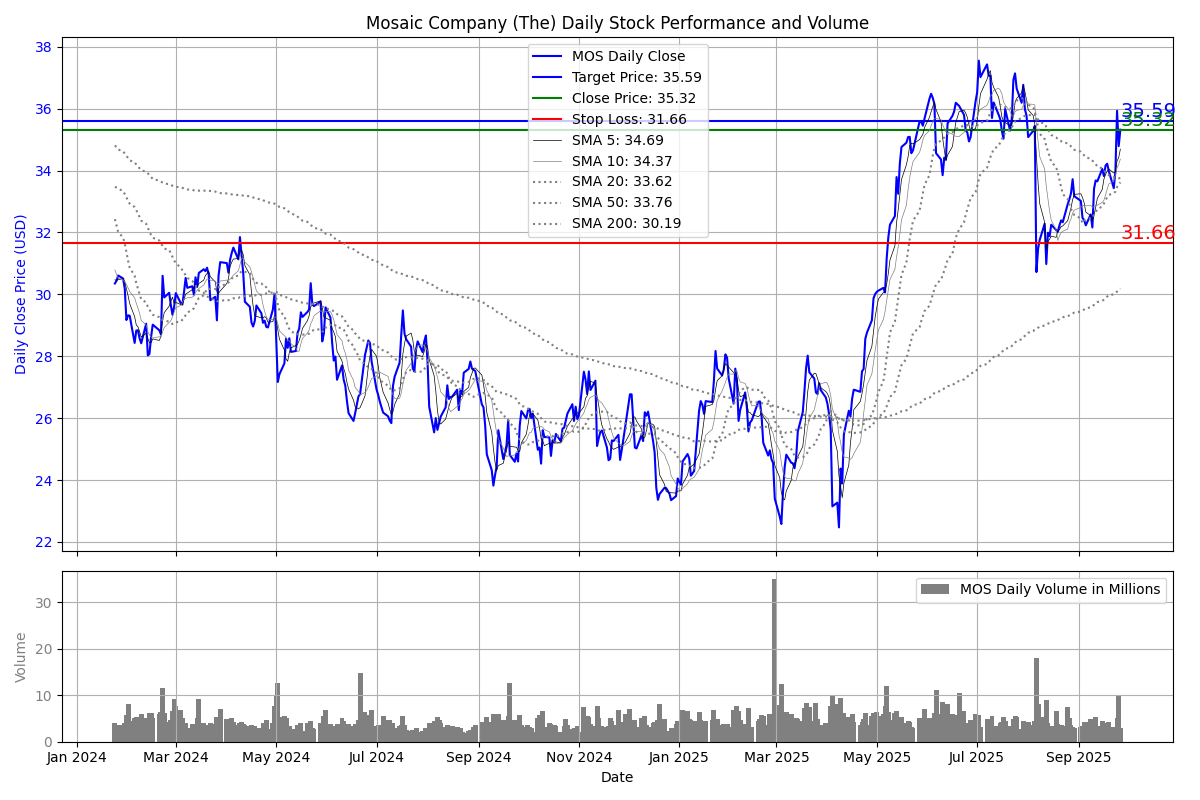 Mosaic Company (The) Daily Stock Performance and Volume
38
36
34
32
30
28
26
24
22
Daily Close Price (USD)
MOS Daily Close
Target Price: 35.59
Close Price: 35.32
Stop Loss: 31.66
SMA 5: 34.69
SMA 10: 34.37
SMA 20: 33.62
SMA 50: 33.76
SMA 200: 30.19
35.59
35.32
31.66
30
20
10
0
Volume
MOS Daily Volume in Millions
Jan 2024 Mar 2024 May 2024 Jul 2024 Sep 2024 Nov 2024 Jan 2025 Mar 2025 May 2025 Jul 2025 Sep 2025
Date